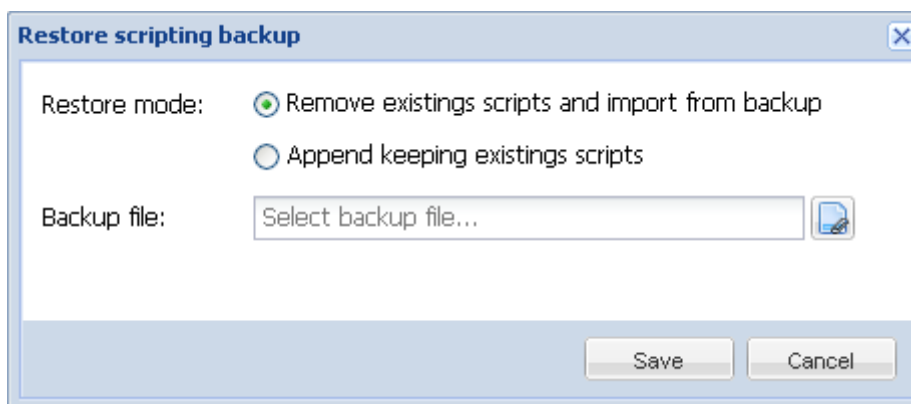 Restore scripting backup
Restore mode: Remove existings scripts and import from backup
Append keeping existings scripts
Backup file: Select backup file...
Save Cancel